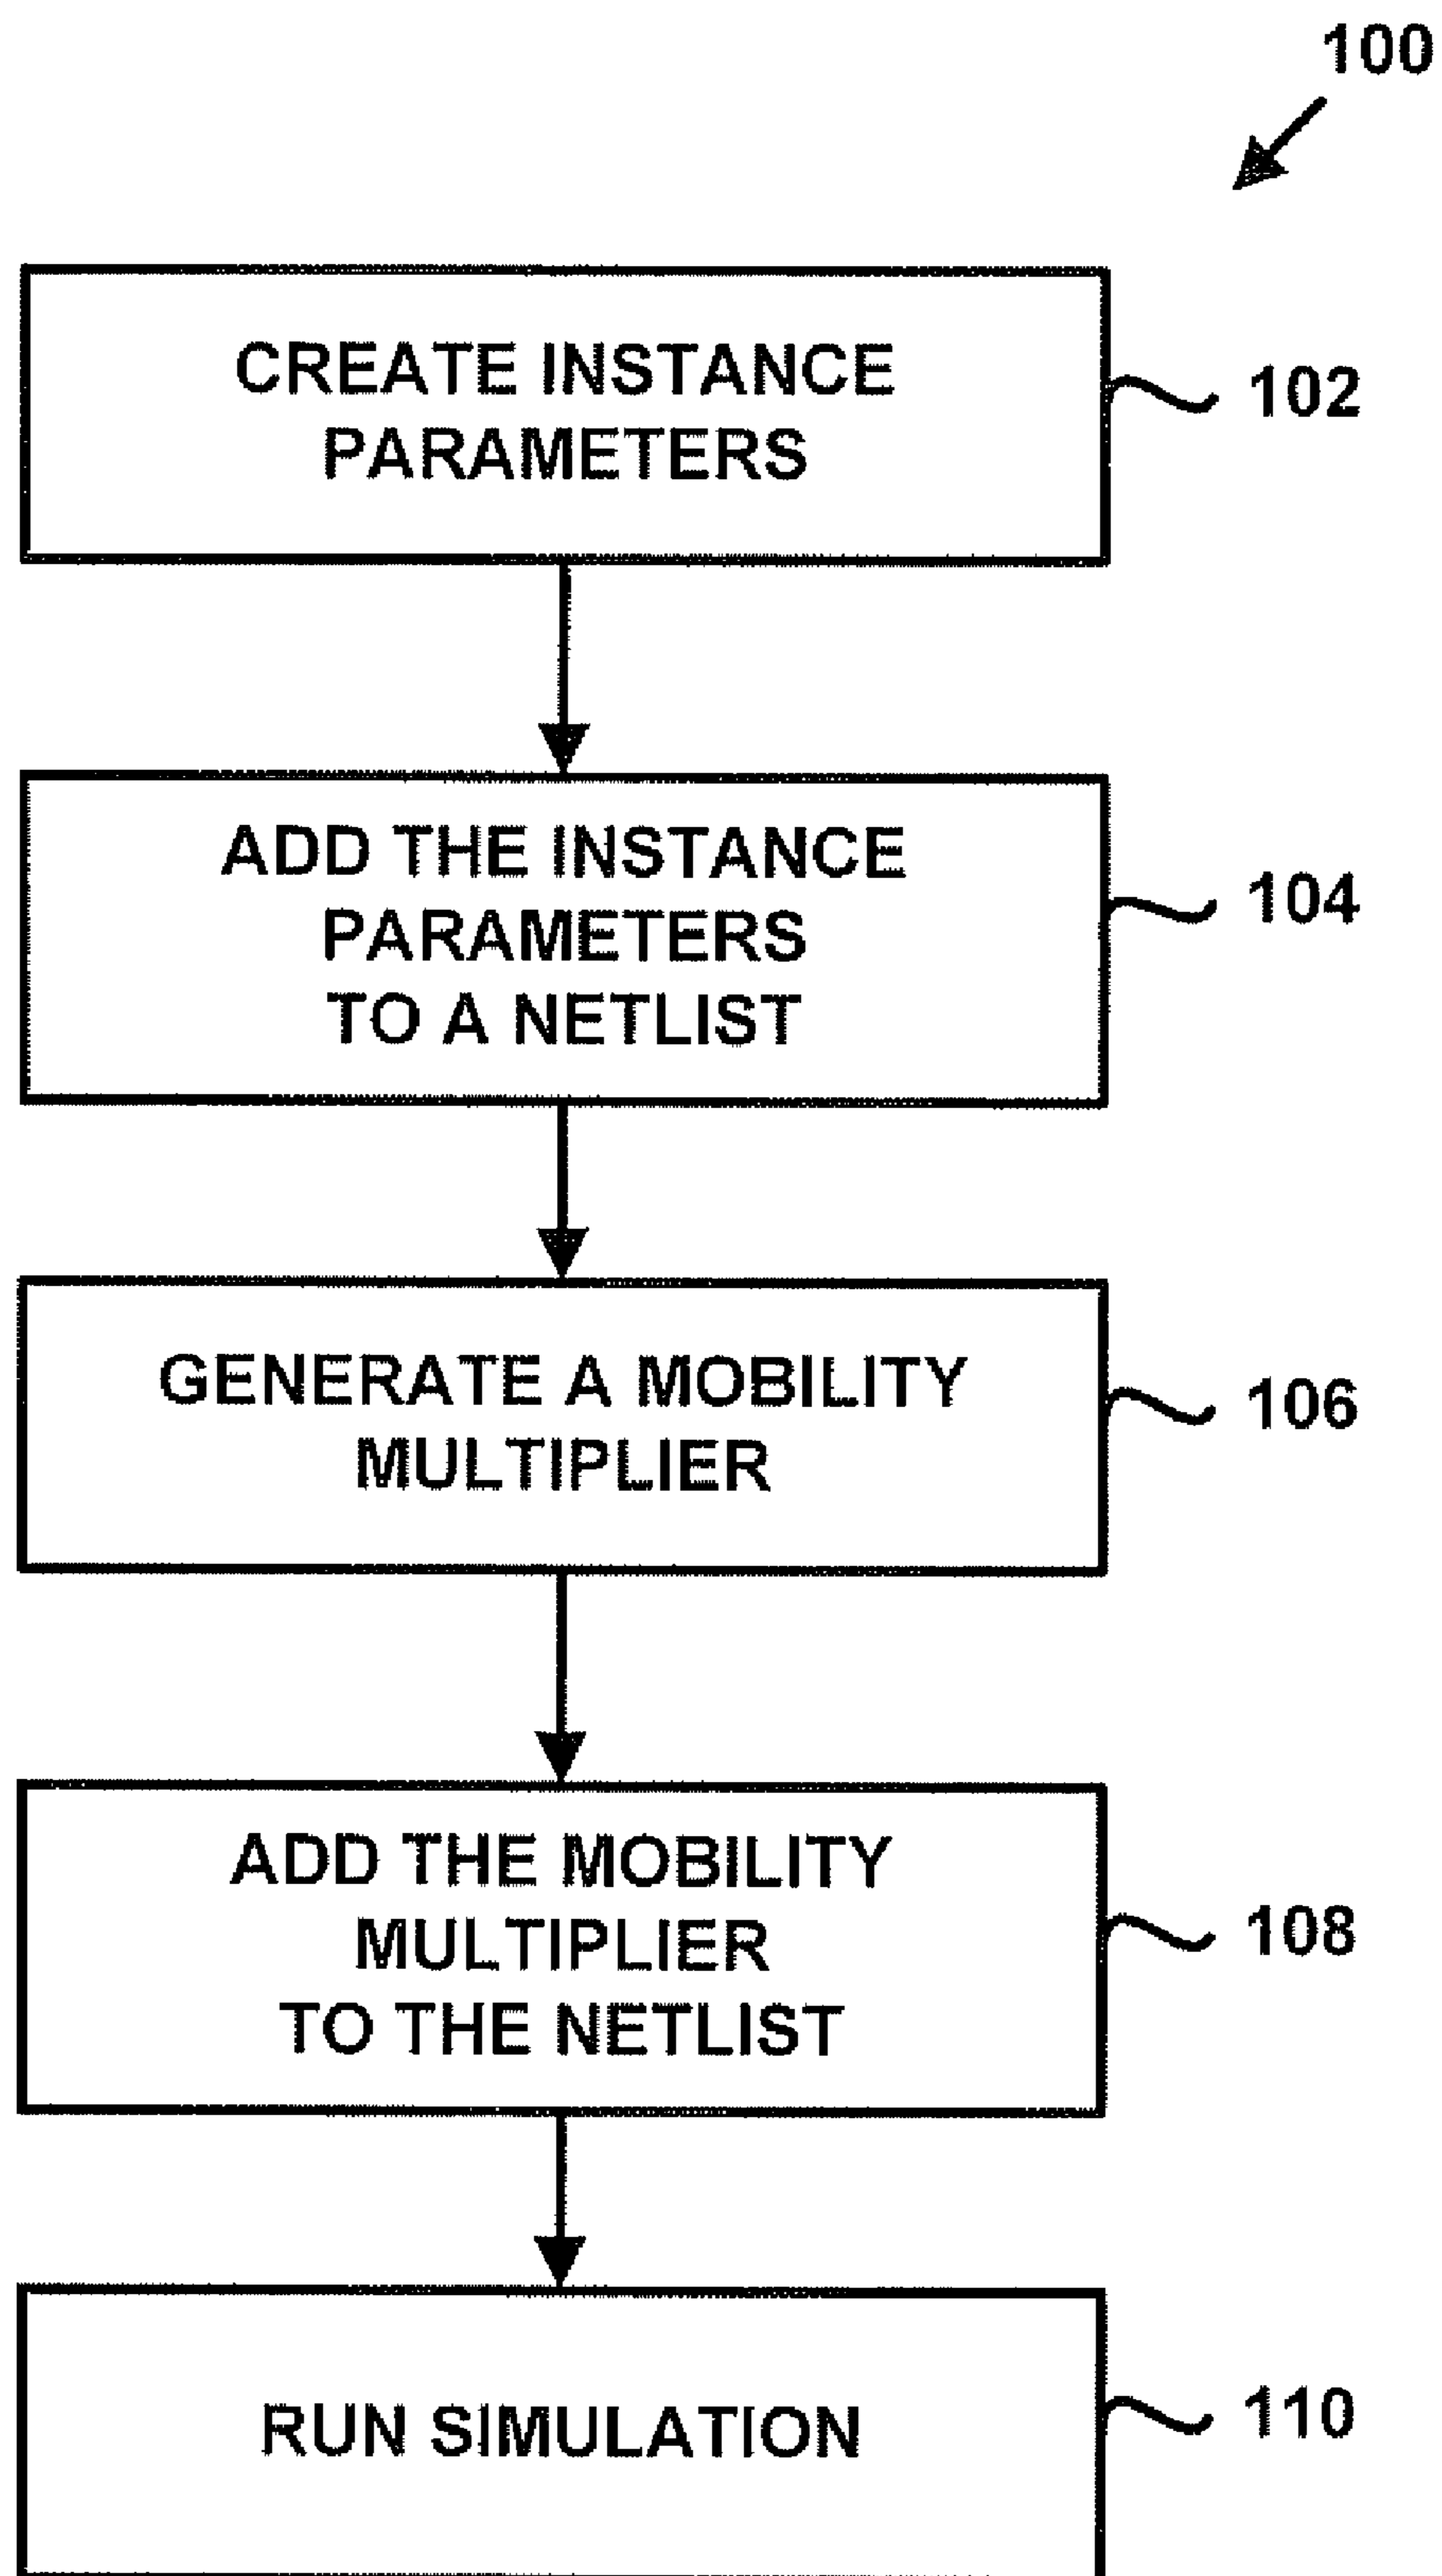 100
CREATE INSTANCE
PARAMETERS
102
ADD THE INSTANCE
PARAMETERS
TO A NETLIST
104
GENERATE A MOBILITY
MULTIPLIER
106
ADD THE MOBILITY
MULTIPLIER
TO THE NETLIST
108
RUN SIMULATION
110